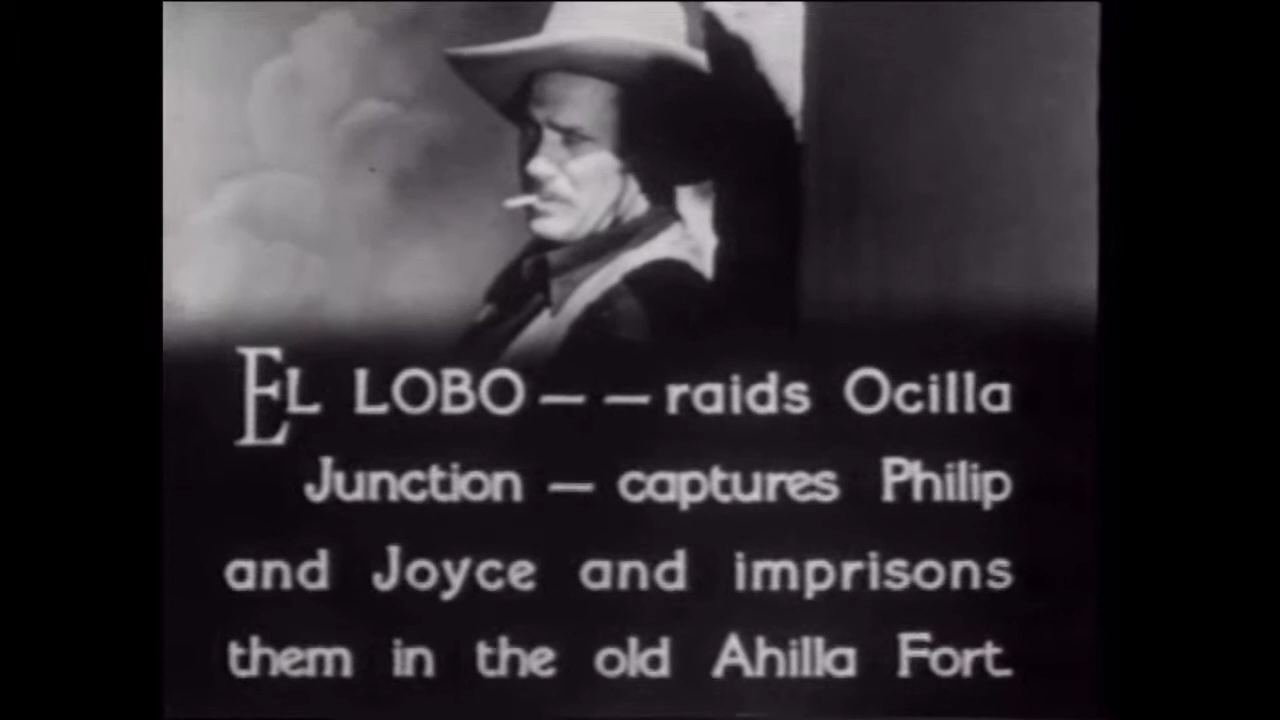 EL LOBO — — raids Ocilla
Junction — captures Philip
and Joyce and imprisons
them in the old Ahilla Fort.